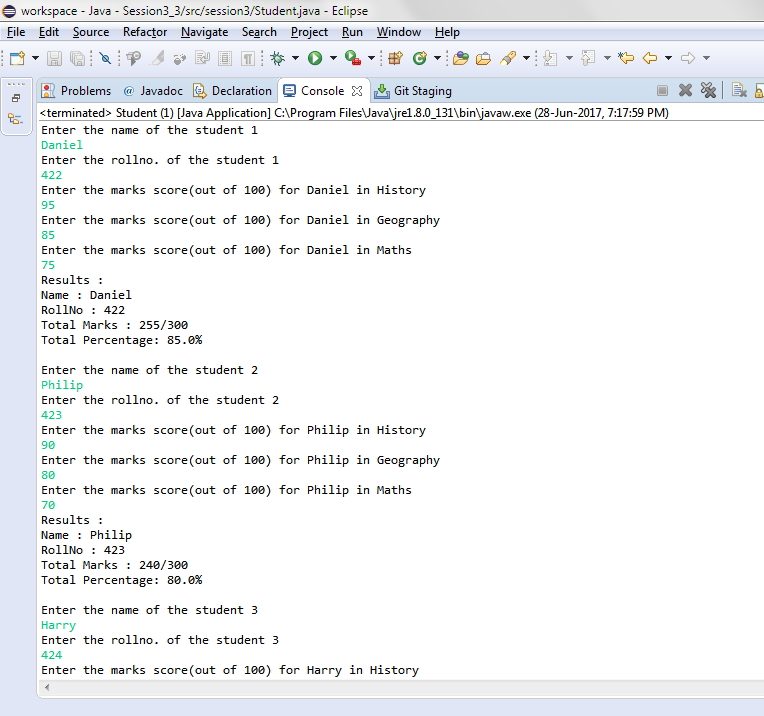 workspace - Java - Session3_3/src/session3/Student.java - Eclipse
File Edit Source Refactor Navigate Search Project Run Window Help
Problems @ Javadoc Declaration Console Git Staging
<terminated> Student (1) [Java Application] C:\Program Files\Java\jre1.8.0_131\bin\javaw.exe (28-Jun-2017, 7:17:59 PM)
Enter the name of the student 1
Daniel
Enter the rollno. of the student 1
422
Enter the marks score(out of 100) for Daniel in History
95
Enter the marks score(out of 100) for Daniel in Geography
85
Enter the marks score(out of 100) for Daniel in Maths
75
Results :
Name : Daniel
RollNo : 422
Total Marks : 255/300
Total Percentage: 85.0%
Enter the name of the student 2
Philip
Enter the rollno. of the student 2
423
Enter the marks score(out of 100) for Philip in History
90
Enter the marks score(out of 100) for Philip in Geography
80
Enter the marks score(out of 100) for Philip in Maths
70
Results :
Name : Philip
RollNo : 423
Total Marks : 240/300
Total Percentage: 80.0%
Enter the name of the student 3
Harry
Enter the rollno. of the student 3
424
Enter the marks score(out of 100) for Harry in History